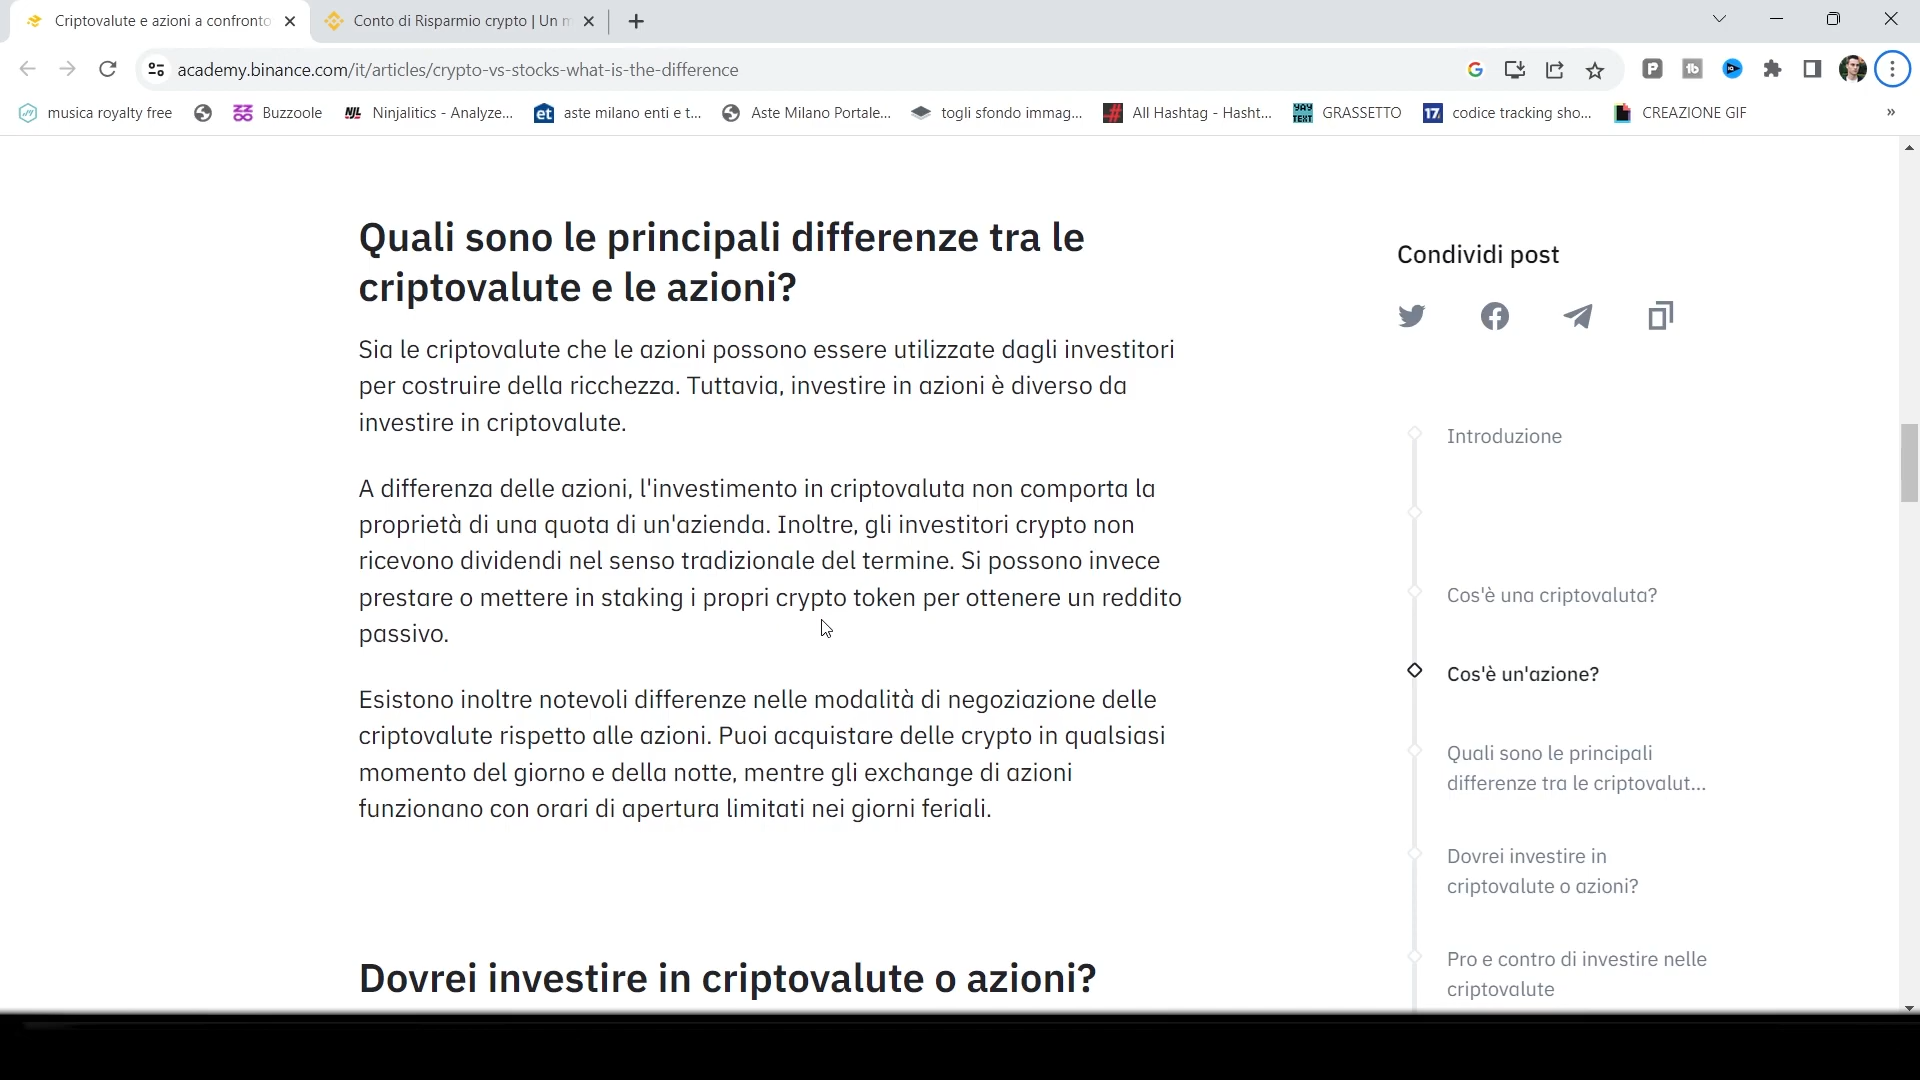 Criptovalute e azioni a confronto
Conto di Risparmio crypto | Un m
academy.binance.com/it/articles/crypto-vs-stocks-what-is-the-difference
musica royalty free
Buzzoole
Ninjalitics - Analyze...
aste milano enti e t...
Aste Milano Portale...
togli sfondo immag...
All Hashtag - Hasht...
GRASSETTO
codice tracking sho...
CREAZIONE GIF
Quali sono le principali differenze tra le
criptovalute e le azioni?
Sia le criptovalute che le azioni possono essere utilizzate dagli investitori
per costruire della ricchezza. Tuttavia, investire in azioni è diverso da
investire in criptovalute.
A differenza delle azioni, l'investimento in criptovaluta non comporta la
proprietà di una quota di un'azienda. Inoltre, gli investitori crypto non
ricevono dividendi nel senso tradizionale del termine. Si possono invece
prestare o mettere in staking i propri crypto token per ottenere un reddito
passivo.
Esistono inoltre notevoli differenze nelle modalità di negoziazione delle
criptovalute rispetto alle azioni. Puoi acquistare delle crypto in qualsiasi
momento del giorno e della notte, mentre gli exchange di azioni
funzionano con orari di apertura limitati nei giorni feriali.
Dovrei investire in criptovalute o azioni?
Condividi post
Introduzione
Cos'è una criptovaluta?
Cos'è un'azione?
Quali sono le principali
differenze tra le criptovalut...
Dovrei investire in
criptovalute o azioni?
Pro e contro di investire nelle
criptovalute